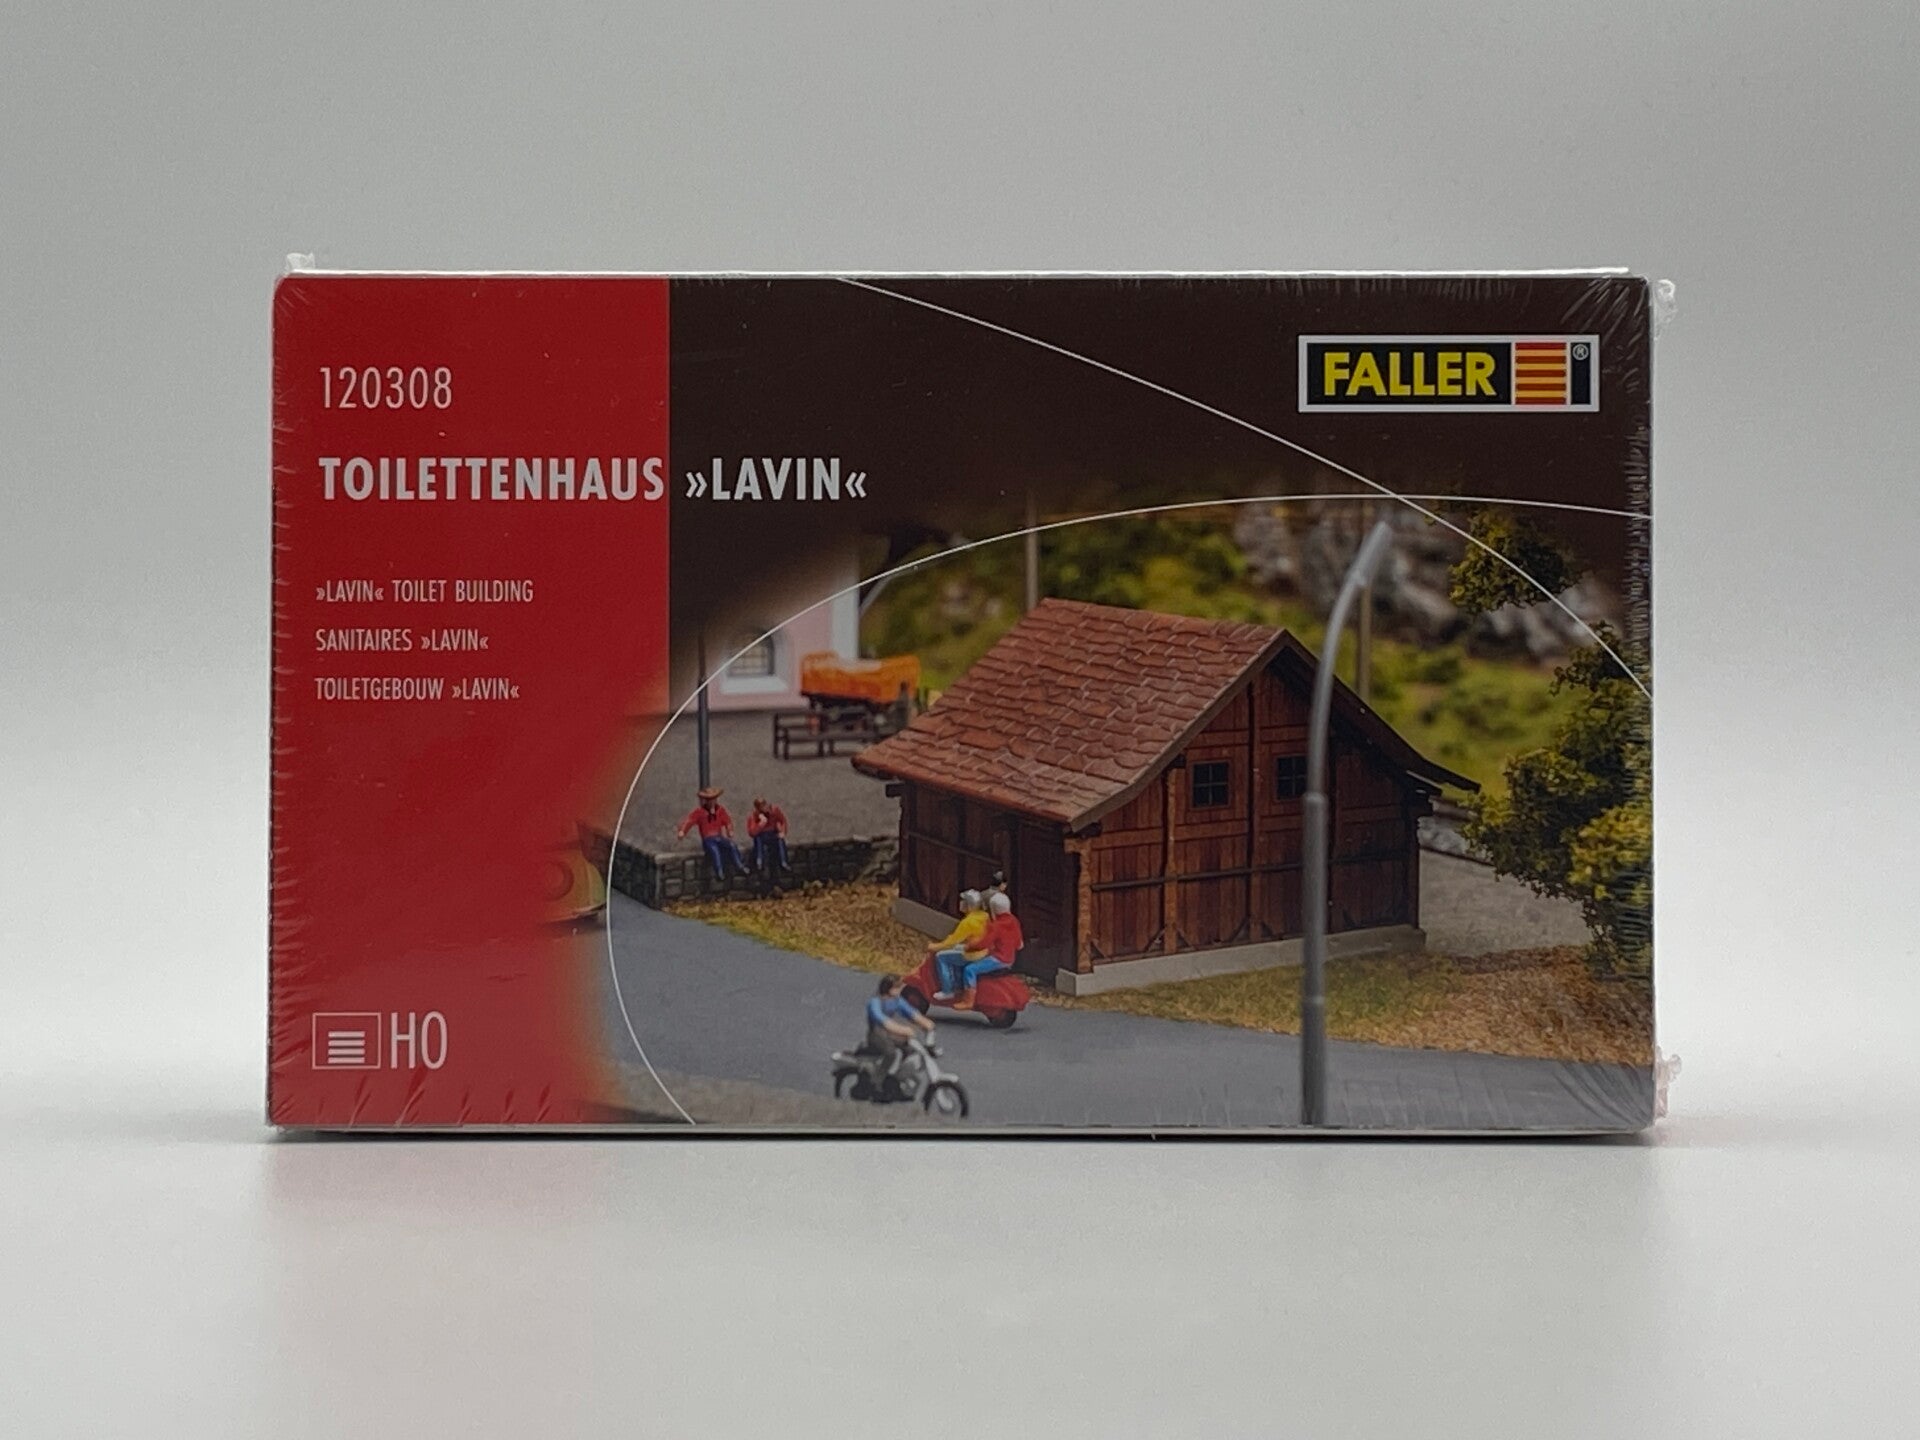 120308
FALLER ®
TOILETTENHAUS »LAVIN«
»LAVIN« TOILET BUILDING
SANITAIRES »LAVIN«
TOILETGEBOUW »LAVIN«
H0